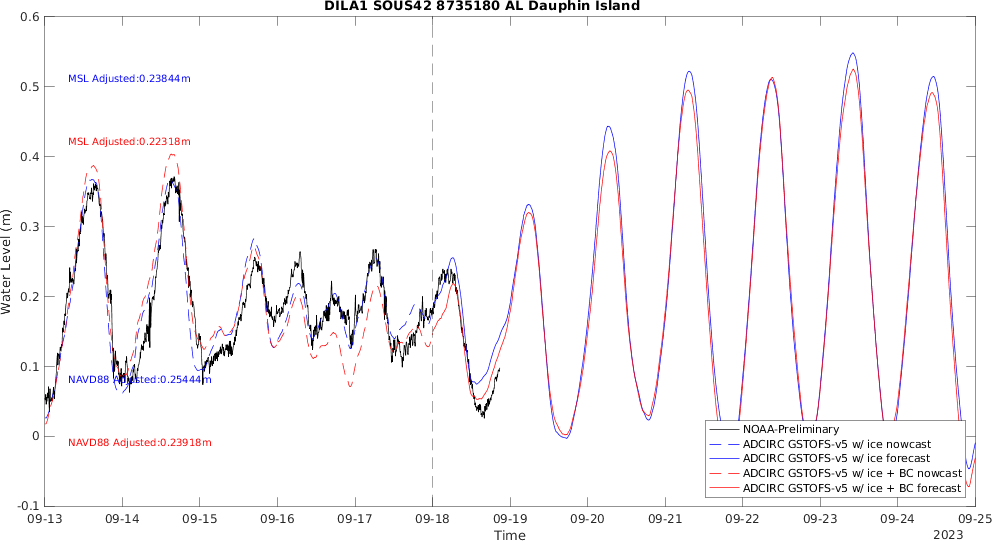 DILA1 SOUS42 8735180 AL Dauphin Island
Water Level (m)
0.6
0.5
0.4
0.3
0.2
0.1
0
-0.1
MSL Adjusted:0.23844m
MSL Adjusted:0.22318m
NAVD88 Adjusted:0.25444m
NAVD88 Adjusted:0.23918m
NOAA-Preliminary
ADCIRC GSTOFS-v5 w/ ice nowcast
ADCIRC GSTOFS-v5 w/ ice forecast
ADCIRC GSTOFS-v5 w/ ice + BC nowcast
ADCIRC GSTOFS-v5 w/ ice + BC forecast
09-13 09-14 09-15 09-16 09-17 09-18 09-19 09-20 09-21 09-22 09-23 09-24 09-25
Time
2023